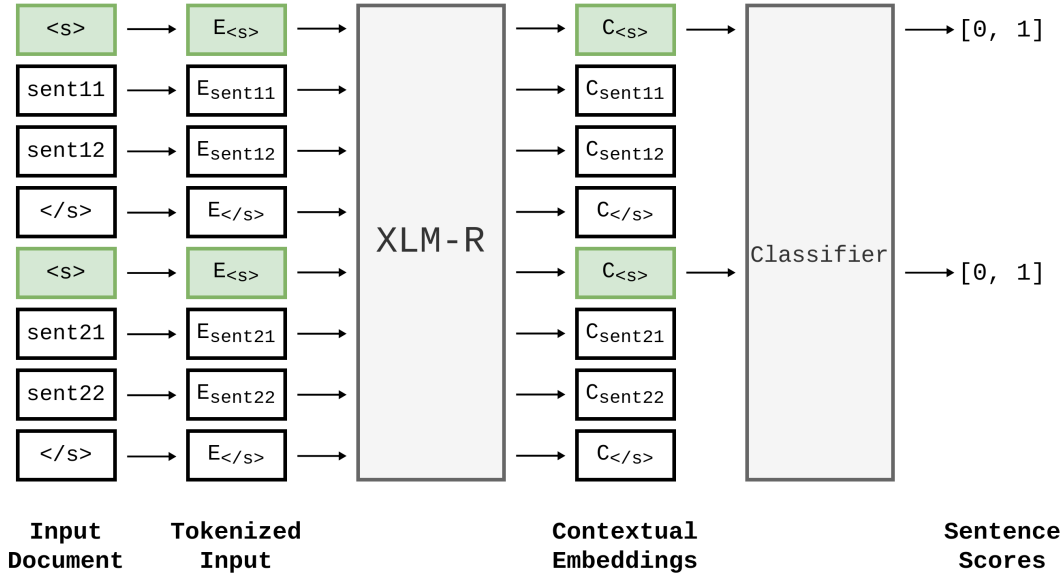 <s> E<s> C<s> [0, 1]
sent11 Esent11 Csent11
sent12 Esent12 Csent12
</s> E</s> C</s>
XLM-R
Classifier
<s> E<s> C<s> [0, 1]
sent21 Esent21 Csent21
sent22 Esent22 Csent22
</s> E</s> C</s>
Input Tokenized Contextual Sentence
Document Input Embeddings Scores